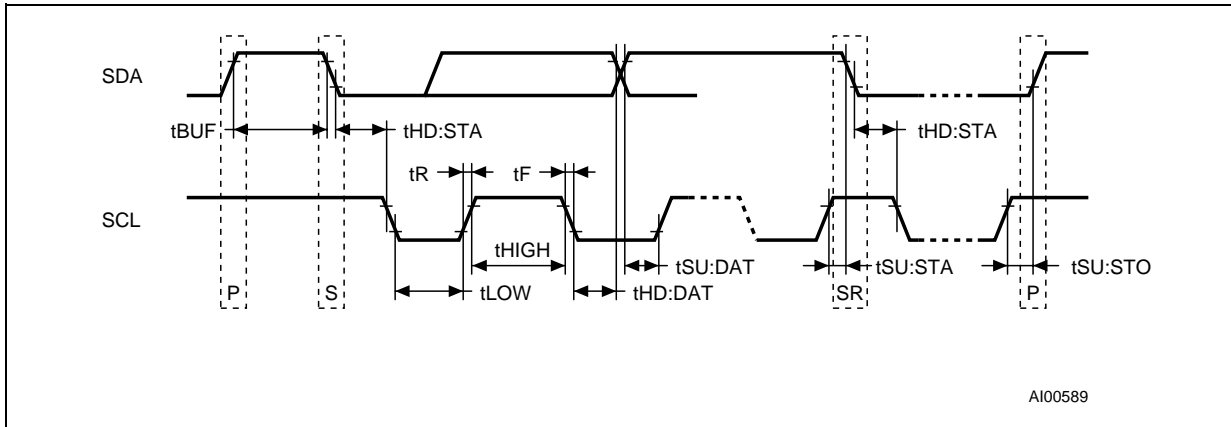 SDA
tBUF
tHD:STA
tHD:STA
tR
tF
SCL
tHIGH
tSU:DAT
tSU:STA
tSU:STO
P
S
tLOW
tHD:DAT
SR
P
AI00589